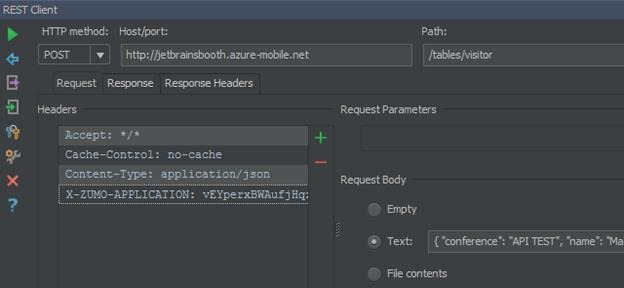 REST Client
HTTP method: Host/port: Path:
POST http://jetbrainsbooth.azure-mobile.net /tables/visitor
Request Response Response Headers
Headers
Accept: */*
Cache-Control: no-cache
Content-Type: application/json
X-ZUMO-APPLICATION:
Request Parameters
Request Body
Empty
Text: { "conference": "API TEST", "name": "Ma
File contents